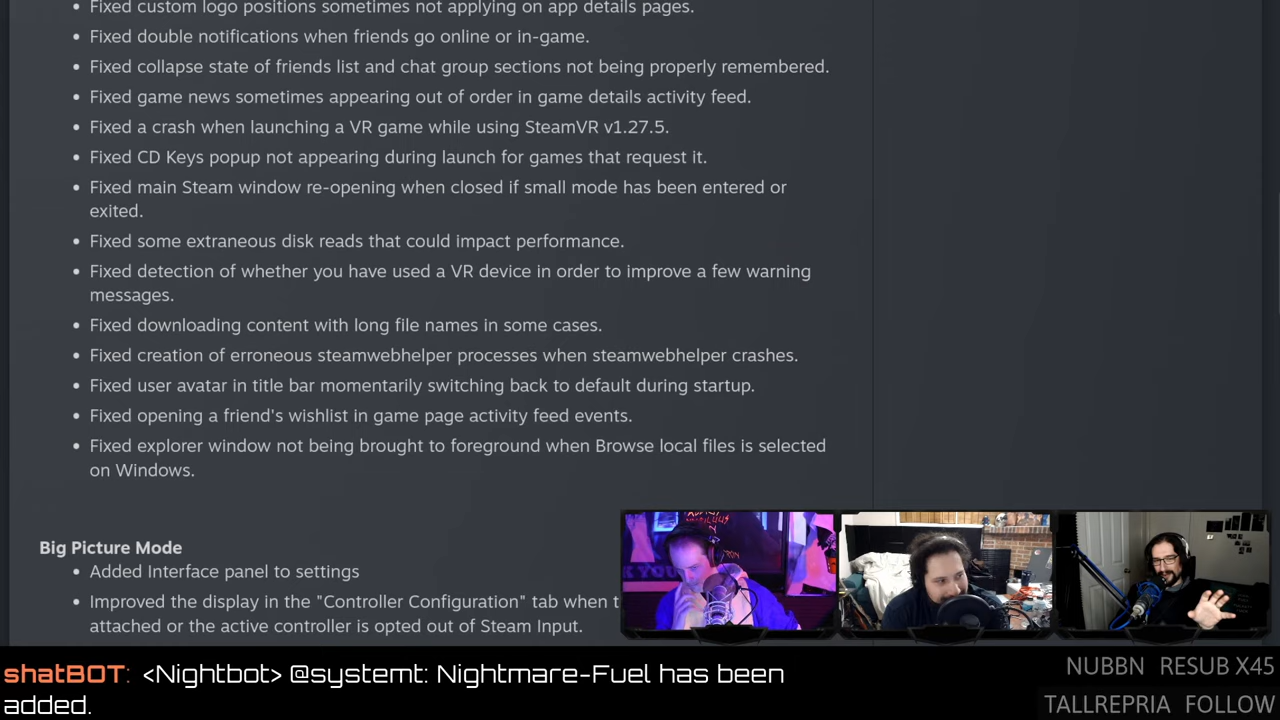 Fixed custom logo positions sometimes not applying on app details pages.
Fixed double notifications when friends go online or in-game.
Fixed collapse state of friends list and chat group sections not being properly remembered.
Fixed game news sometimes appearing out of order in game details activity feed.
Fixed a crash when launching a VR game while using SteamVR v1.27.5.
Fixed CD Keys popup not appearing during launch for games that request it.
Fixed main Steam window re-opening when closed if small mode has been entered or
exited.
Fixed some extraneous disk reads that could impact performance.
Fixed detection of whether you have used a VR device in order to improve a few warning
messages.
Fixed downloading content with long file names in some cases.
Fixed creation of erroneous steamwebhelper processes when steamwebhelper crashes.
Fixed user avatar in title bar momentarily switching back to default during startup.
Fixed opening a friend's wishlist in game page activity feed events.
Fixed explorer window not being brought to foreground when Browse local files is selected
on Windows.
Big Picture Mode
Added Interface panel to settings
Improved the display in the "Controller Configuration" tab when t
attached or the active controller is opted out of Steam Input.
shatBOT: <Nightbot> @systemt: Nightmare-Fuel has been
added.
NUBBN RESUB X45
TALLREPRIA FOLLOW